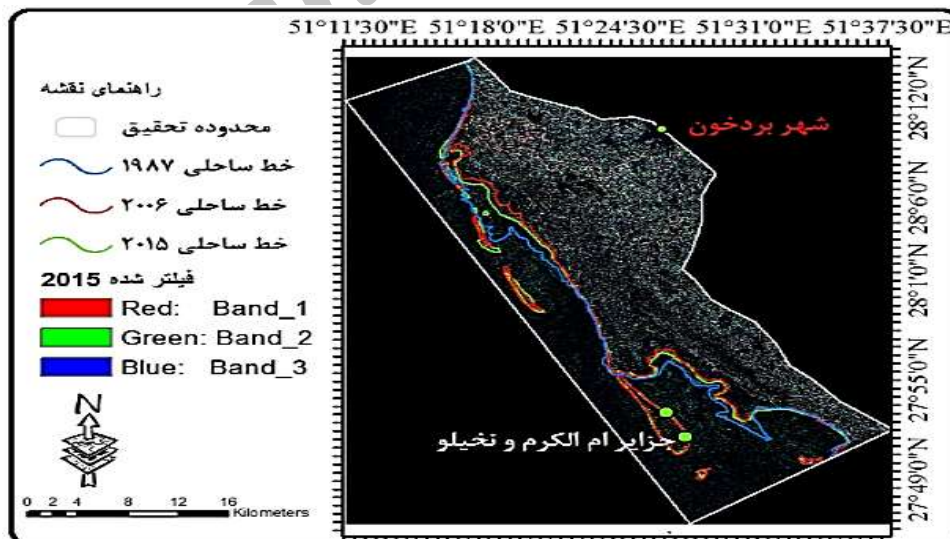 51°11'30"E 51°18'0"E 51°24'30"E 51°31'0"E 51°37'30"E
راهنمای نقشه
محدوده تحقیق
خط ساحلی ۱۹۸۷
خط ساحلی ۲۰۰۶
خط ساحلی ۲۰۱۵
فیلتر شده 2015
Red: Band_1
Green: Band_2
Blue: Band_3
N
0 2 4 8 12 16
Kilometers
شهر بردخون
جزایر ام الکرم و نخیلو
28°12'0"N
28°6'0"N
28°1'0"N
27°55'0"N
27°49'0"N